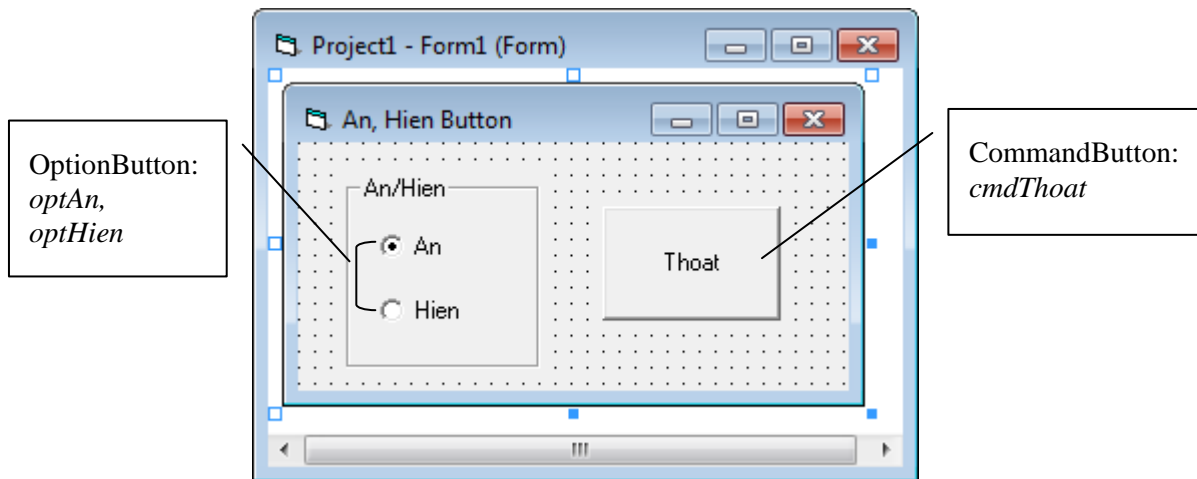 Project1 - Form1 (Form)
An, Hien Button
OptionButton:
optAn,
optHien
An/Hien
An
Hien
Thoat
CommandButton:
cmdThoat